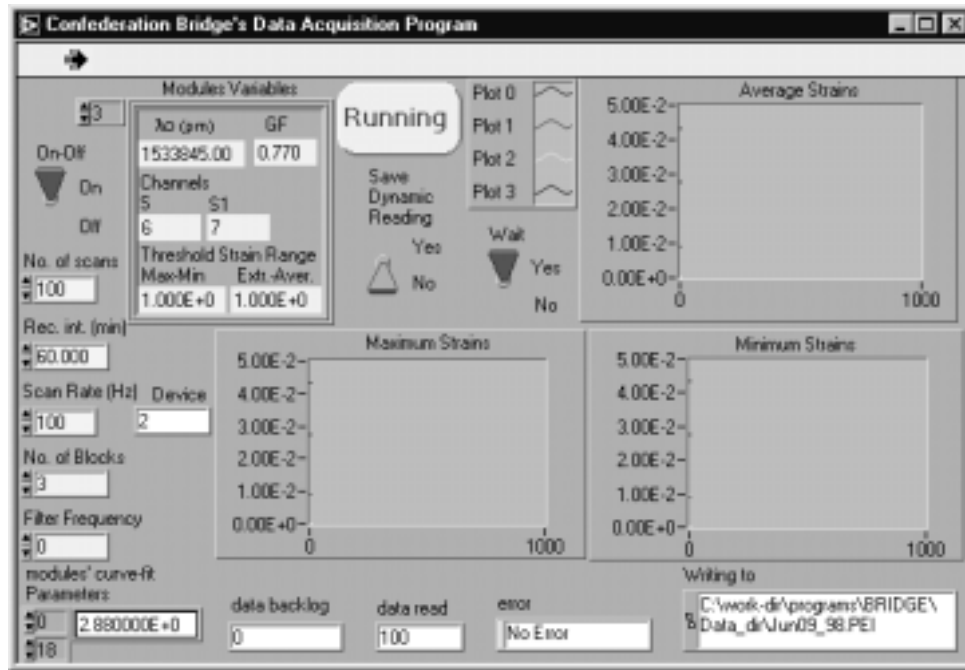 Confederation Bridge's Data Acquisition Program
Modules Variables
3
λo (pm) GF
1533845.00 0.770
Channels
S S1
6 7
Threshold Strain Range
Max-Min Extr.-Aver.
1.000E+0 1.000E+0
On-Off
On
Off
No. of scans
100
Rec. int. (min)
60.000
Scan Rate (Hz) Device
100 2
No. of Blocks
3
Filter Frequency
0
modules' curve-fit
Parameters
0 2.880000E+0
18
Running
Save
Dynamic
Reading
Yes
No
Plot 0
Plot 1
Plot 2
Plot 3
Wait
Yes
No
Average Strains
5.00E-2
4.00E-2
3.00E-2
2.00E-2
1.00E-2
0.00E+0
0 1000
Maximum Strains
5.00E-2
4.00E-2
3.00E-2
2.00E-2
1.00E-2
0.00E+0
0 1000
Minimum Strains
5.00E-2
4.00E-2
3.00E-2
2.00E-2
1.00E-2
0.00E+0
0 1000
data backlog
0
data read
100
error
No Error
Writing to
C:\work-dir\programs\BRIDGE\
Data_dir\Jun09_98.PEI